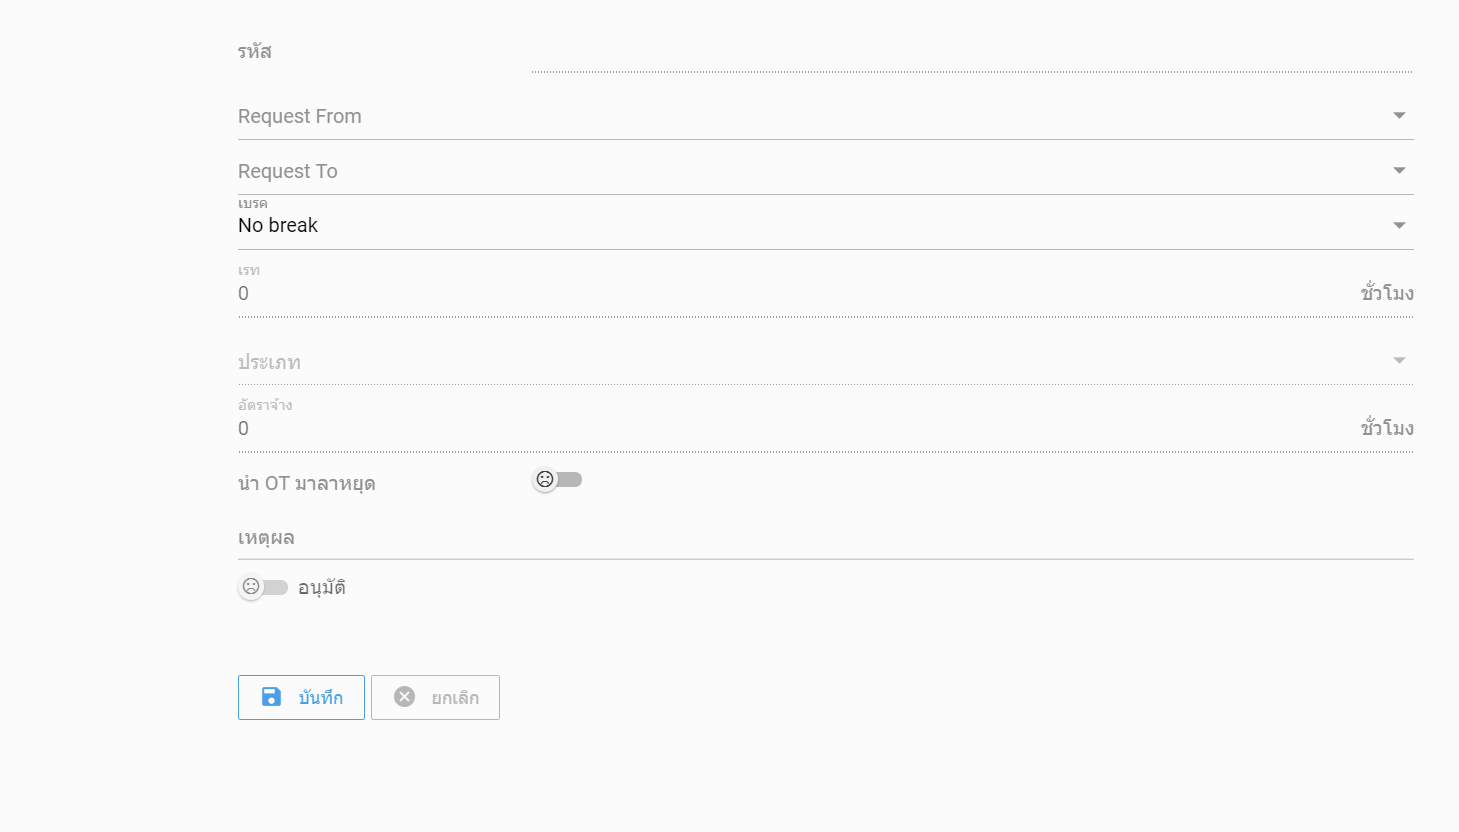 รหัส
Request From
Request To
เบรค
No break
เรท
0 ชั่วโมง
ประเภท
อัตราจ้าง
0 ชั่วโมง
นำ OT มาลาหยุด
เหตุผล
อนุมัติ
บันทึก ยกเลิก